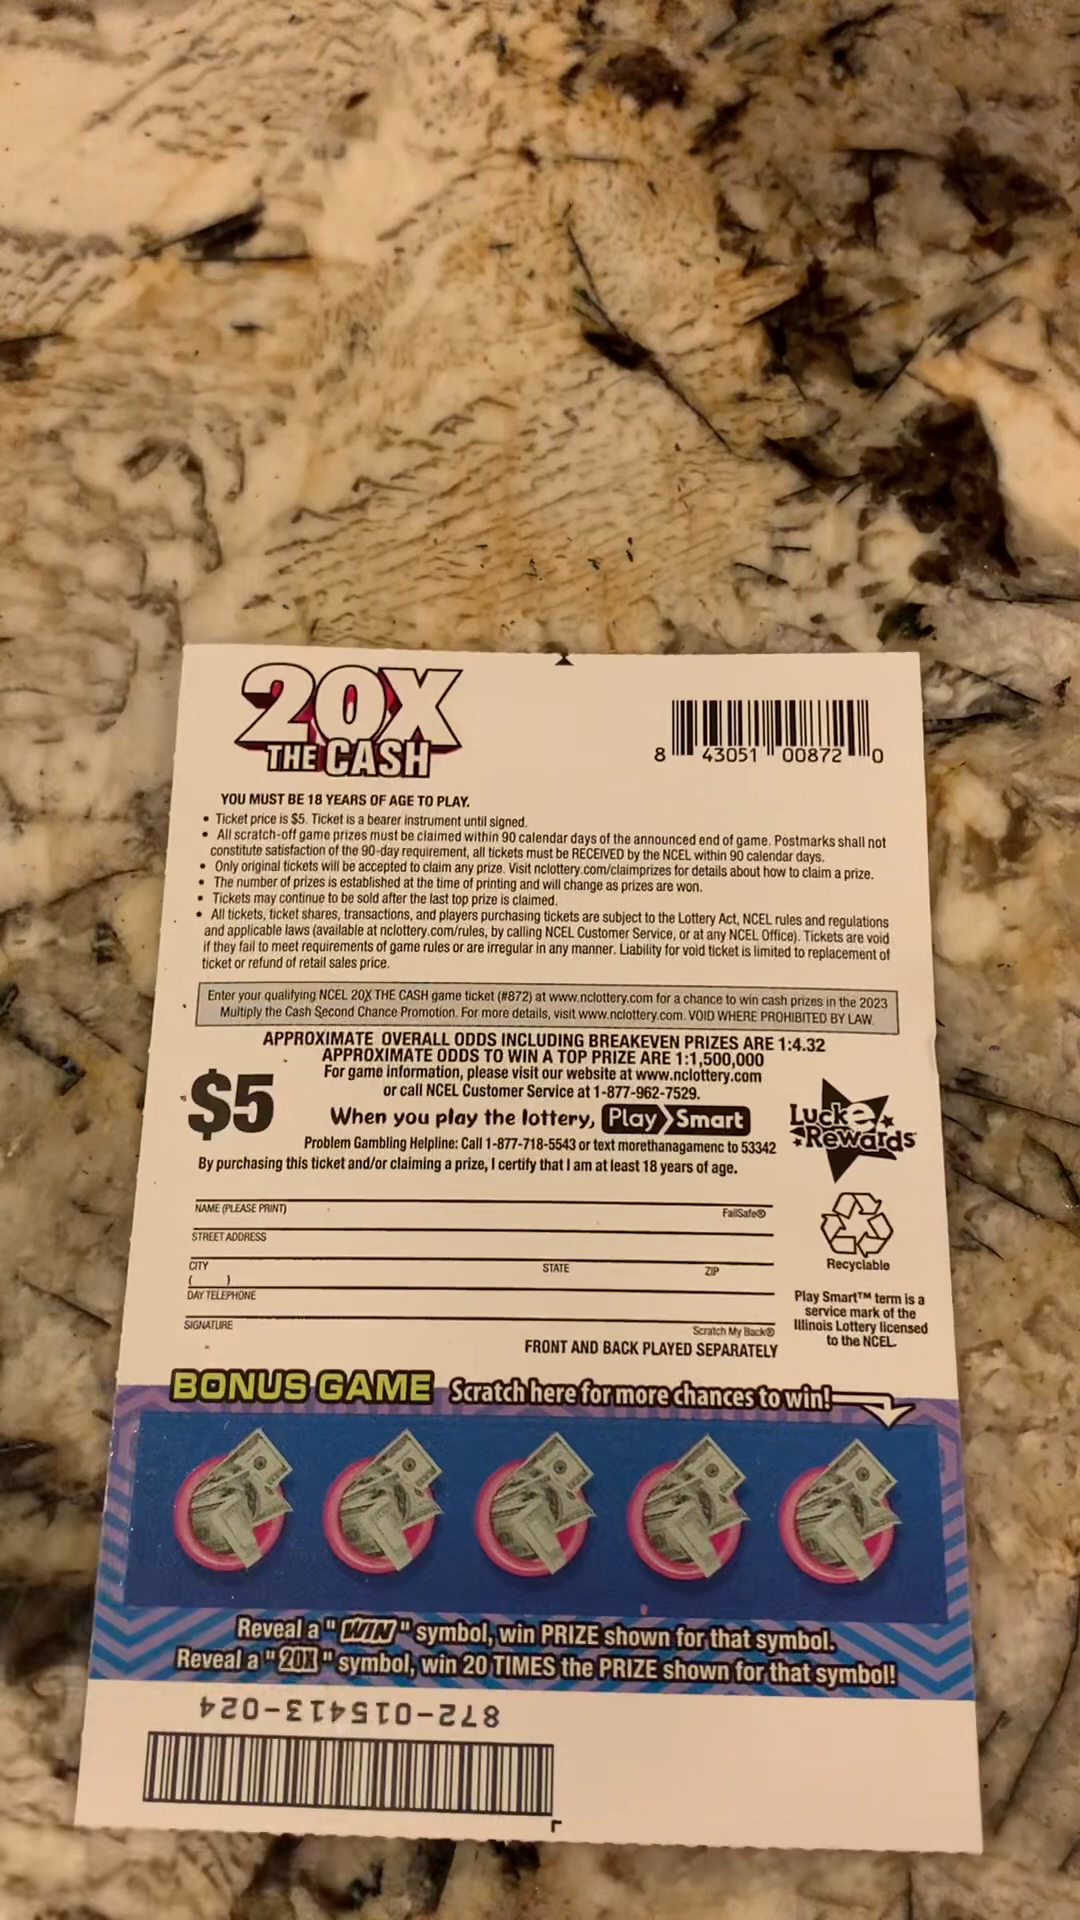 20X
THE CASH
8 43051 00872 0
YOU MUST BE 18 YEARS OF AGE TO PLAY.
• Ticket price is $5. Ticket is a bearer instrument until signed.
• All scratch-off game prizes must be claimed within 90 calendar days of the announced end of game. Postmarks shall not
constitute satisfaction of the 90-day requirement, all tickets must be RECEIVED by the NCEL within 90 calendar days.
• Only original tickets will be accepted to claim any prize. Visit nclottery.com/claimprizes for details about how to claim a prize.
• The number of prizes is established at the time of printing and will change as prizes are won.
• Tickets may continue to be sold after the last top prize is claimed.
• All tickets, ticket shares, transactions, and players purchasing tickets are subject to the Lottery Act, NCEL rules and regulations
and applicable laws (available at nclottery.com/rules, by calling NCEL Customer Service, or at any NCEL Office). Tickets are void
if they fail to meet requirements of game rules or are irregular in any manner. Liability for void ticket is limited to replacement of
ticket or refund of retail sales price.
Enter your qualifying NCEL 20X THE CASH game ticket (#872) at www.nclottery.com for a chance to win cash prizes in the 2023
Multiply the Cash Second Chance Promotion. For more details, visit www.nclottery.com. VOID WHERE PROHIBITED BY LAW.
APPROXIMATE OVERALL ODDS INCLUDING BREAKEVEN PRIZES ARE 1:4.32
APPROXIMATE ODDS TO WIN A TOP PRIZE ARE 1:1,500,000
For game information, please visit our website at www.nclottery.com
or call NCEL Customer Service at 1-877-962-7529.
$5
When you play the lottery, Play Smart
Problem Gambling Helpline: Call 1-877-718-5543 or text morethanagamenc to 53342
By purchasing this ticket and/or claiming a prize, I certify that I am at least 18 years of age.
Lucke
Rewards
NAME (PLEASE PRINT) FailSafe®
STREET ADDRESS
CITY STATE ZIP
( )
DAY TELEPHONE
SIGNATURE Scratch My Back®
Recyclable
Play Smart™ term is a
service mark of the
Illinois Lottery licensed
to the NCEL.
FRONT AND BACK PLAYED SEPARATELY
BONUS GAME Scratch here for more chances to win!
Reveal a "WIN" symbol, win PRIZE shown for that symbol.
Reveal a "20X" symbol, win 20 TIMES the PRIZE shown for that symbol!
872-015413-024